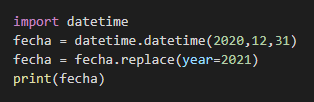 import datetime
fecha = datetime.datetime(2020,12,31)
fecha = fecha.replace(year=2021)
print(fecha)